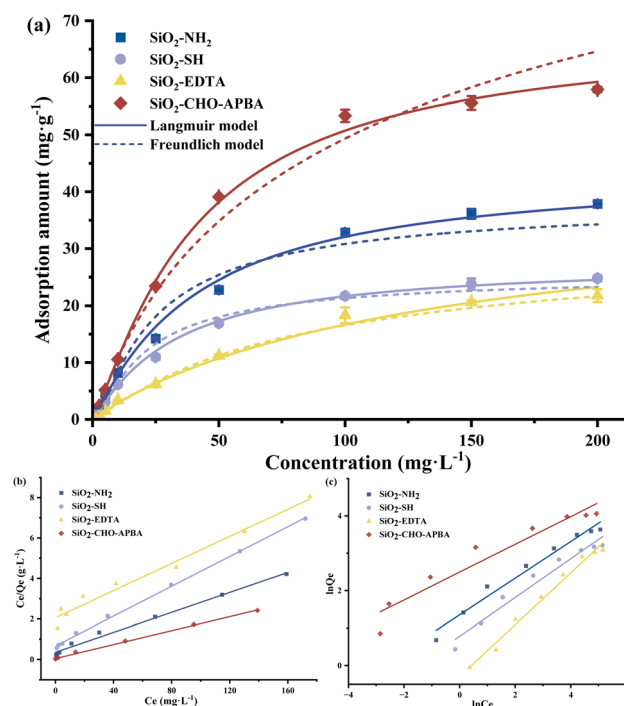 (a)
SiO₂-NH₂
SiO₂-SH
SiO₂-EDTA
SiO₂-CHO-APBA
Langmuir model
Freundlich model
Adsorption amount (mg·g⁻¹)
70
60
50
40
30
20
10
0
0 50 100 150 200
Concentration (mg·L⁻¹)
(b)
SiO₂-NH₂
SiO₂-SH
SiO₂-EDTA
SiO₂-CHO-APBA
Ce/Qe (g·L⁻¹)
8
6
4
2
0
0 40 80 120 160
Ce (mg·L⁻¹)
(c)
SiO₂-NH₂
SiO₂-SH
SiO₂-EDTA
SiO₂-CHO-APBA
lnQe
4
2
0
−4 −2 0 2 4
lnCe